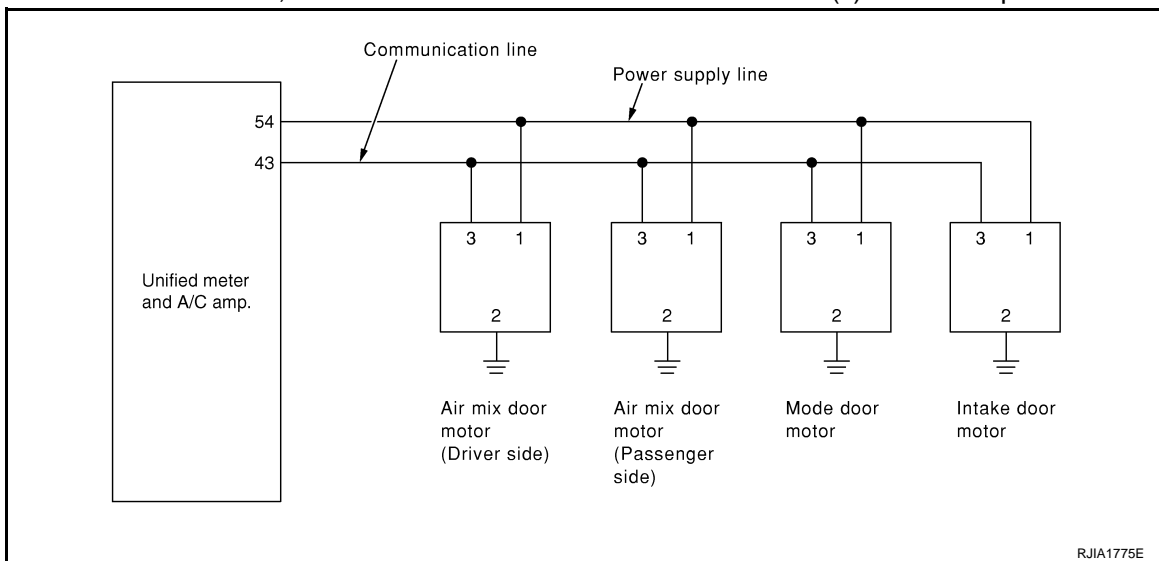 Communication line
Power supply line
54
43
3 1
3 1
3 1
3 1
Unified meter
and A/C amp.
2
2
2
2
Air mix door
motor
(Driver side)
Air mix door
motor
(Passenger
side)
Mode door
motor
Intake door
motor
RJIA1775E